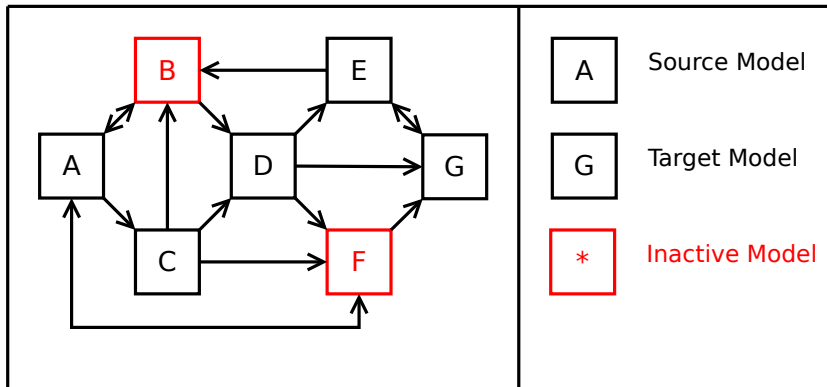 B
E
A
D
G
C
F
A Source Model
G Target Model
* Inactive Model